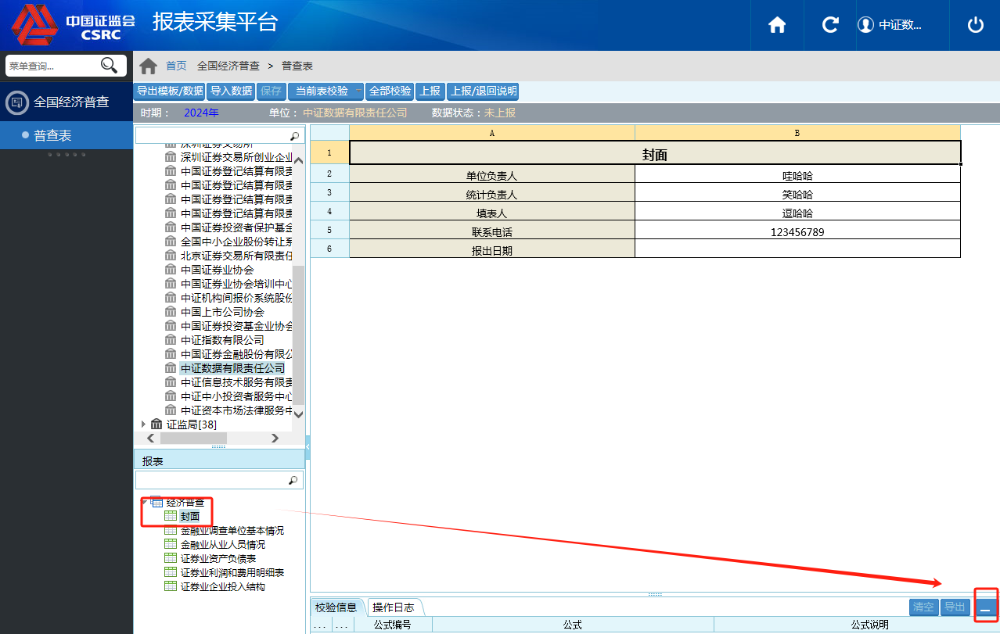 中国证监会
CSRC
报表采集平台
中证数...
菜单查询...
首页 全国经济普查 > 普查表
全国经济普查
普查表
导出模板/数据 导入数据 保存 当前表校验 全部校验 上报 上报/退回说明
时期： 2024年 单位： 中证数据有限责任公司 数据状态：未上报
深圳证券交易所
深圳证券交易所创业企业
中国证券登记结算有限责
中国证券登记结算有限责
中国证券登记结算有限责
中国证券登记结算有限责
中国证券投资者保护基金
全国中小企业股份转让系
北京证券交易所有限责任
中国证券业协会
中国证券业协会培训中心
中证机构间报价系统股份
中国上市公司协会
中国证券投资基金业协会
中证指数有限公司
中国证券金融股份有限公
中证数据有限责任公司
中证信息技术服务有限责
中证中小投资者服务中心
中证资本市场法律服务中
证监局[38]
报表
经济普查
封面
金融业调查单位基本情况
金融业从业人员情况
证券业资产负债表
证券业利润和费用明细表
证券业企业投入结构
A B
1 封面
2 单位负责人 哇哈哈
3 统计负责人 笑哈哈
4 填表人 逗哈哈
5 联系电话 123456789
6 报出日期
校验信息 操作日志 清空 导出
... ... 公式编号 公式 公式说明